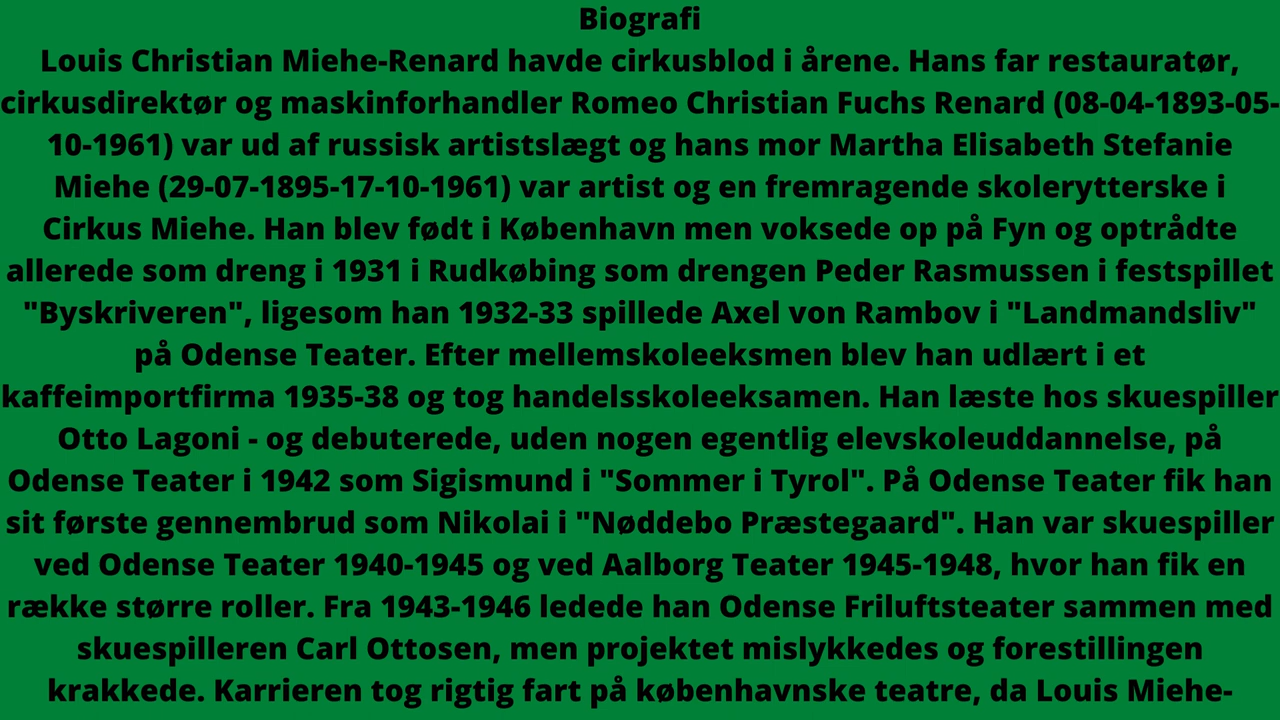 Biografi
Louis Christian Miehe-Renard havde cirkusblod i årene. Hans far restauratør,
cirkusdirektør og maskinforhandler Romeo Christian Fuchs Renard (08-04-1893-05-
10-1961) var ud af russisk artistslægt og hans mor Martha Elisabeth Stefanie
Miehe (29-07-1895-17-10-1961) var artist og en fremragende skolerytterske i
Cirkus Miehe. Han blev født i København men voksede op på Fyn og optrådte
allerede som dreng i 1931 i Rudkøbing som drengen Peder Rasmussen i festspillet
"Byskriveren", ligesom han 1932-33 spillede Axel von Rambov i "Landmandsliv"
på Odense Teater. Efter mellemskoleeksmen blev han udlært i et
kaffeimportfirma 1935-38 og tog handelsskoleeksamen. Han læste hos skuespiller
Otto Lagoni - og debuterede, uden nogen egentlig elevskoleuddannelse, på
Odense Teater i 1942 som Sigismund i "Sommer i Tyrol". På Odense Teater fik han
sit første gennembrud som Nikolai i "Nøddebo Præstegaard". Han var skuespiller
ved Odense Teater 1940-1945 og ved Aalborg Teater 1945-1948, hvor han fik en
række større roller. Fra 1943-1946 ledede han Odense Friluftsteater sammen med
skuespilleren Carl Ottosen, men projektet mislykkedes og forestillingen
krakkede. Karrieren tog rigtig fart på københavnske teatre, da Louis Miehe-